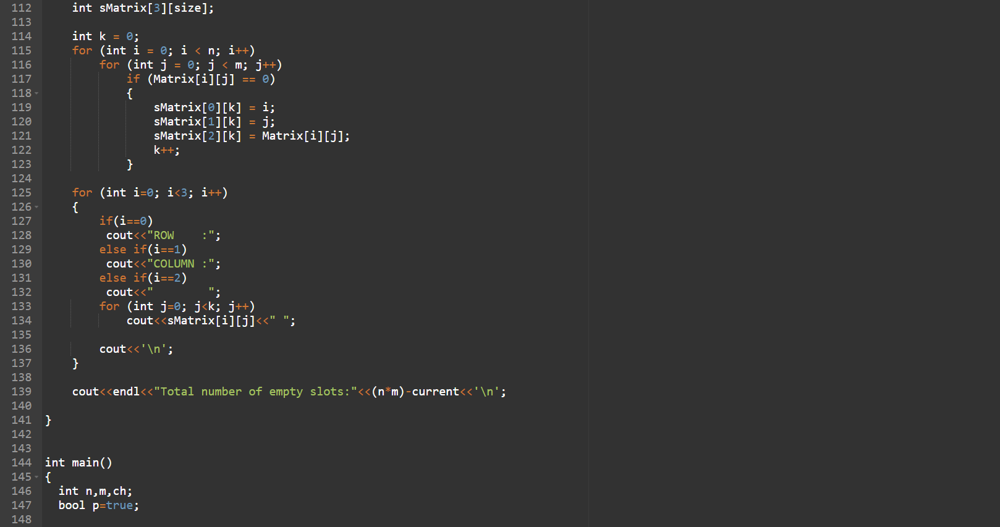 112 int sMatrix[3][size];
113
114 int k = 0;
115 for (int i = 0; i < n; i++)
116 for (int j = 0; j < m; j++)
117 if (Matrix[i][j] == 0)
118 {
119 sMatrix[0][k] = i;
120 sMatrix[1][k] = j;
121 sMatrix[2][k] = Matrix[i][j];
122 k++;
123 }
124
125 for (int i=0; i<3; i++)
126 {
127 if(i==0)
128 cout<<"ROW    :";
129 else if(i==1)
130 cout<<"COLUMN :";
131 else if(i==2)
132 cout<<"        ";
133 for (int j=0; j<k; j++)
134 cout<<sMatrix[i][j]<<" ";
135
136 cout<<'\n';
137 }
138
139 cout<<endl<<"Total number of empty slots:"<<(n*m)-current<<'\n';
140
141 }
142
143
144 int main()
145 {
146 int n,m,ch;
147 bool p=true;
148